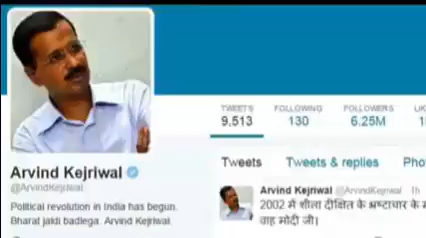 TWEETS FOLLOWING FOLLOWERS
9,513 130 6.25M
Arvind Kejriwal
@ArvindKejriwal
Political revolution in India has begun.
Bharat jaldi badlega. Arvind Kejriwal.
Tweets Tweets & replies
Arvind Kejriwal @ArvindKejriwal 1h
2002 में शीला दीक्षित के भ्रष्टाचार के
वाह मोदी जी।